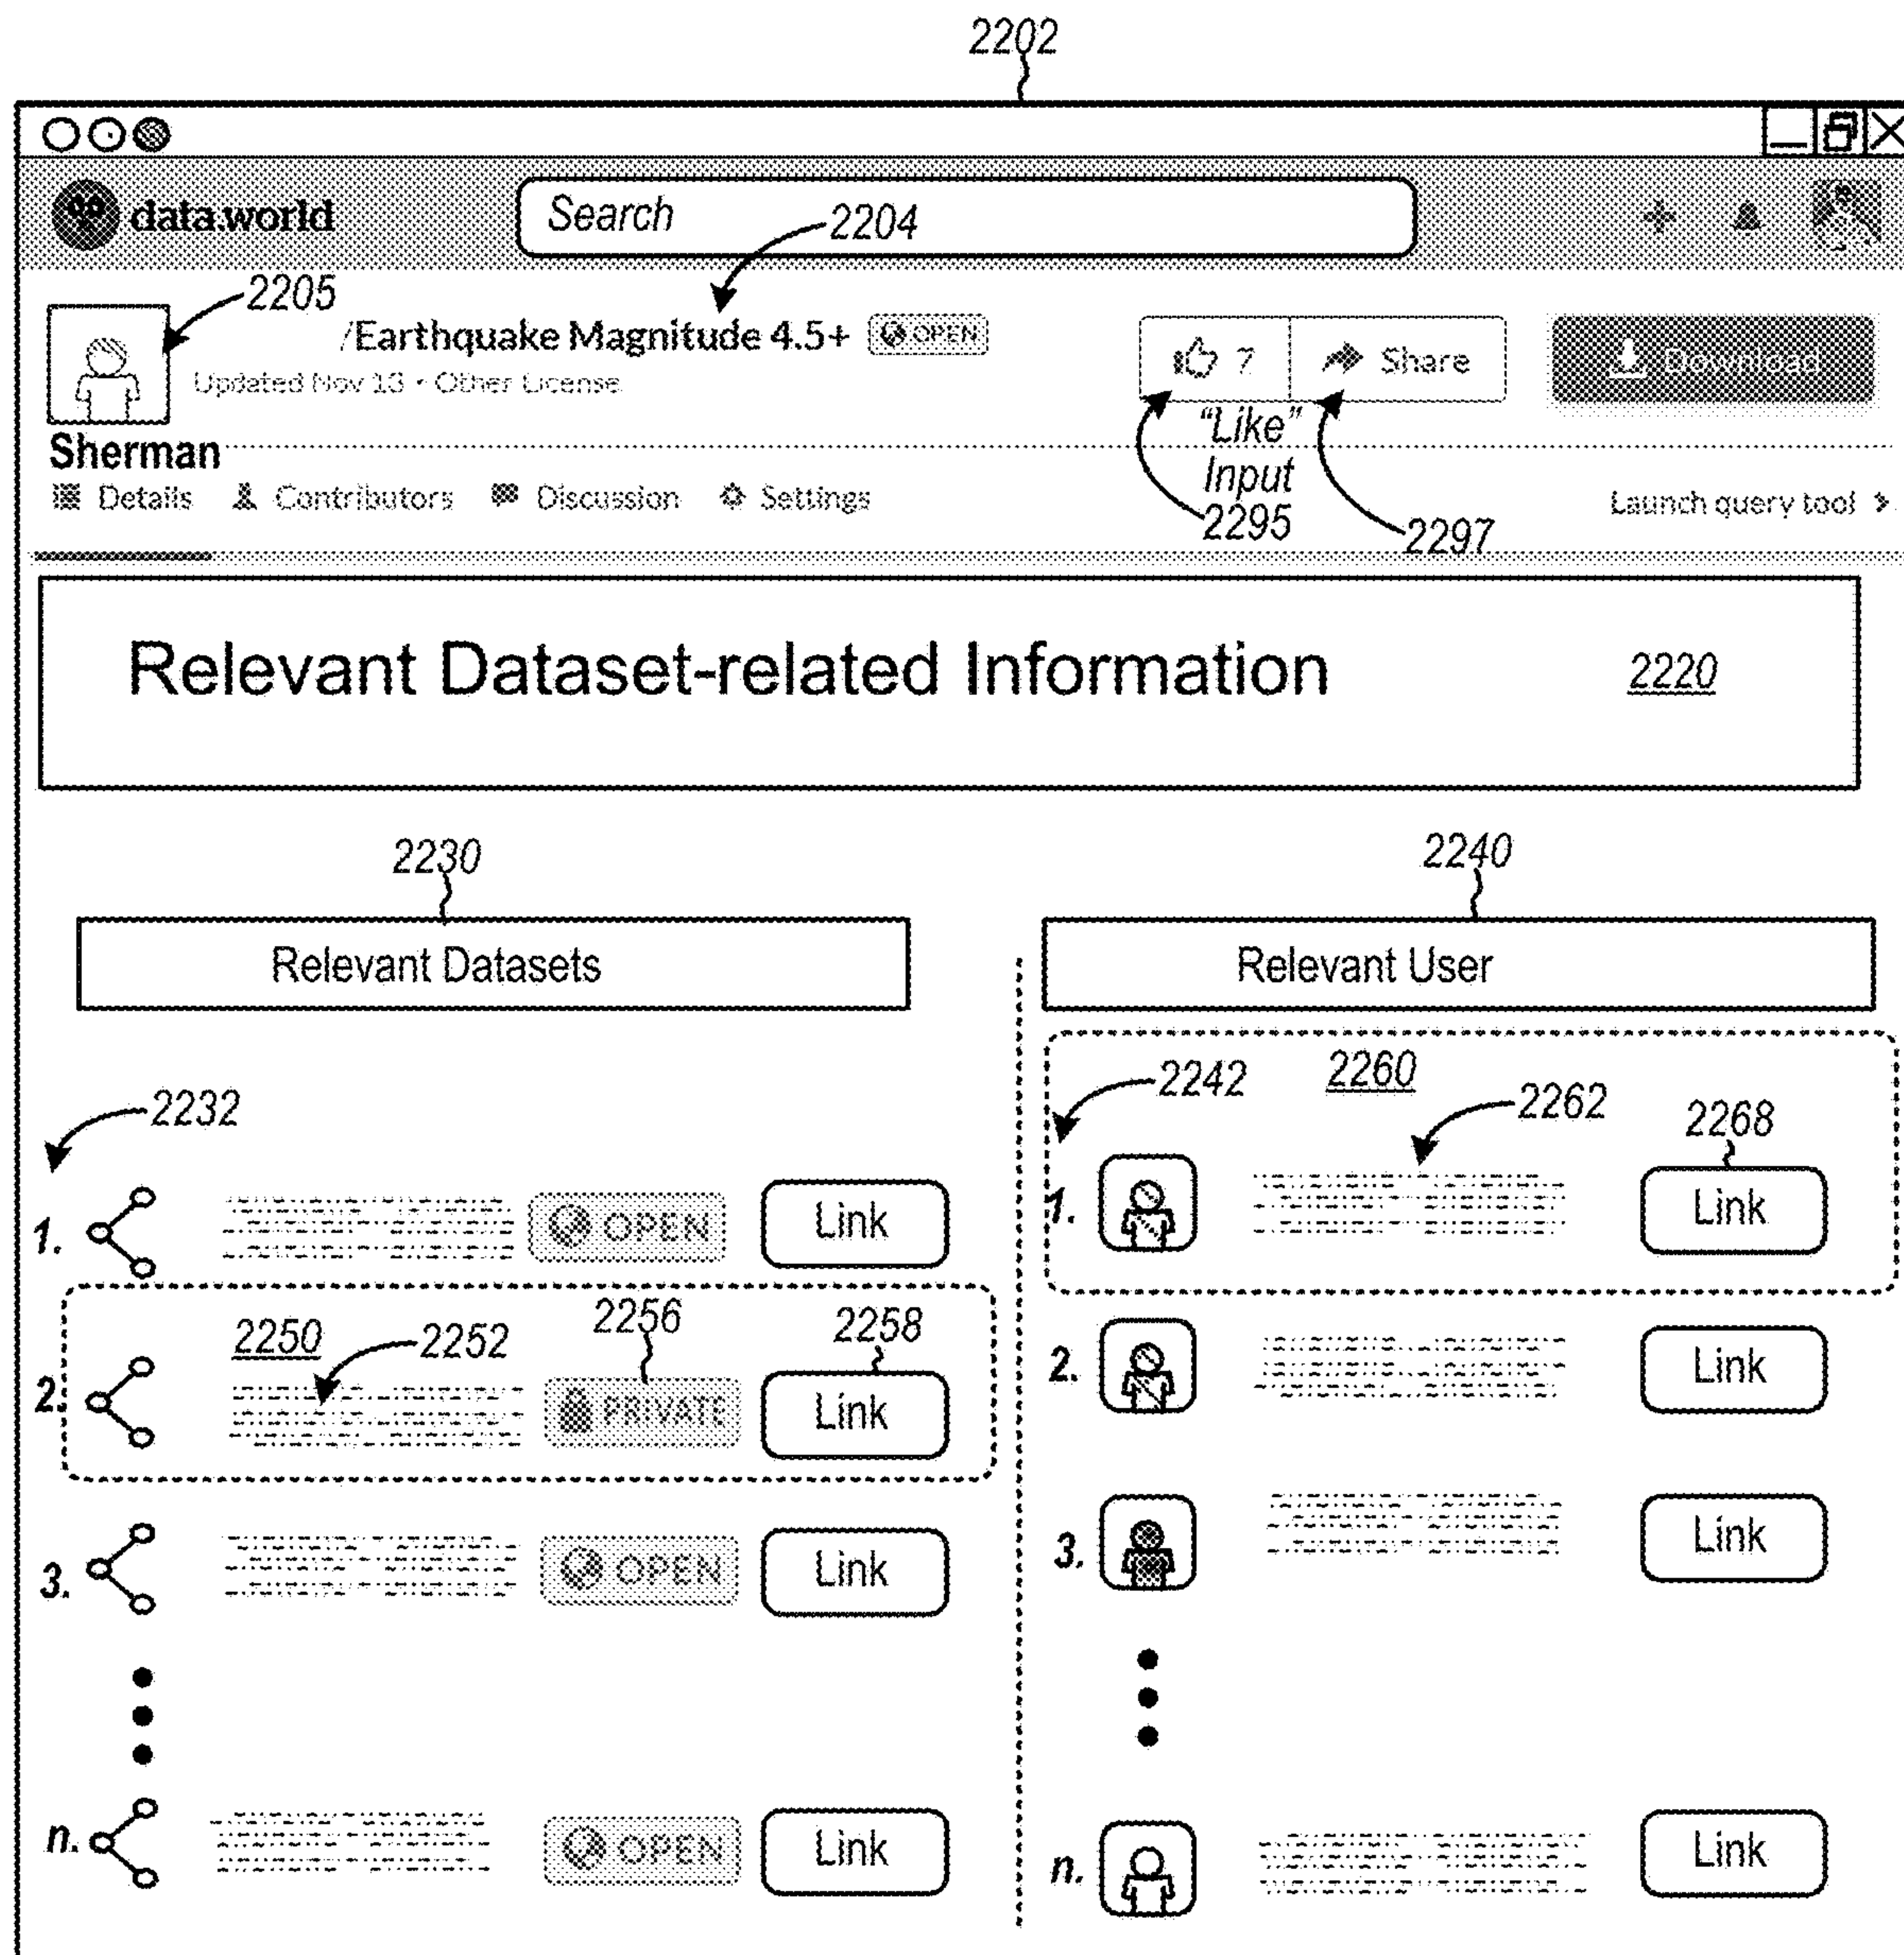 2202
data.world
Search
2204
2205
/Earthquake Magnitude 4.5+ OPEN
Updated Nov 13 • Other License
7 Share Download
"Like"
Input
2295
2297
Sherman
Details Contributors Discussion Settings
Launch query tool >
Relevant Dataset-related Information 2220
2230
2240
Relevant Datasets
Relevant User
2232
2242 2260 2262 2268
1. OPEN Link
1. Link
2250 2252 2256 2258
2. PRIVATE Link
2. Link
3. OPEN Link
3. Link
n. OPEN Link
n. Link